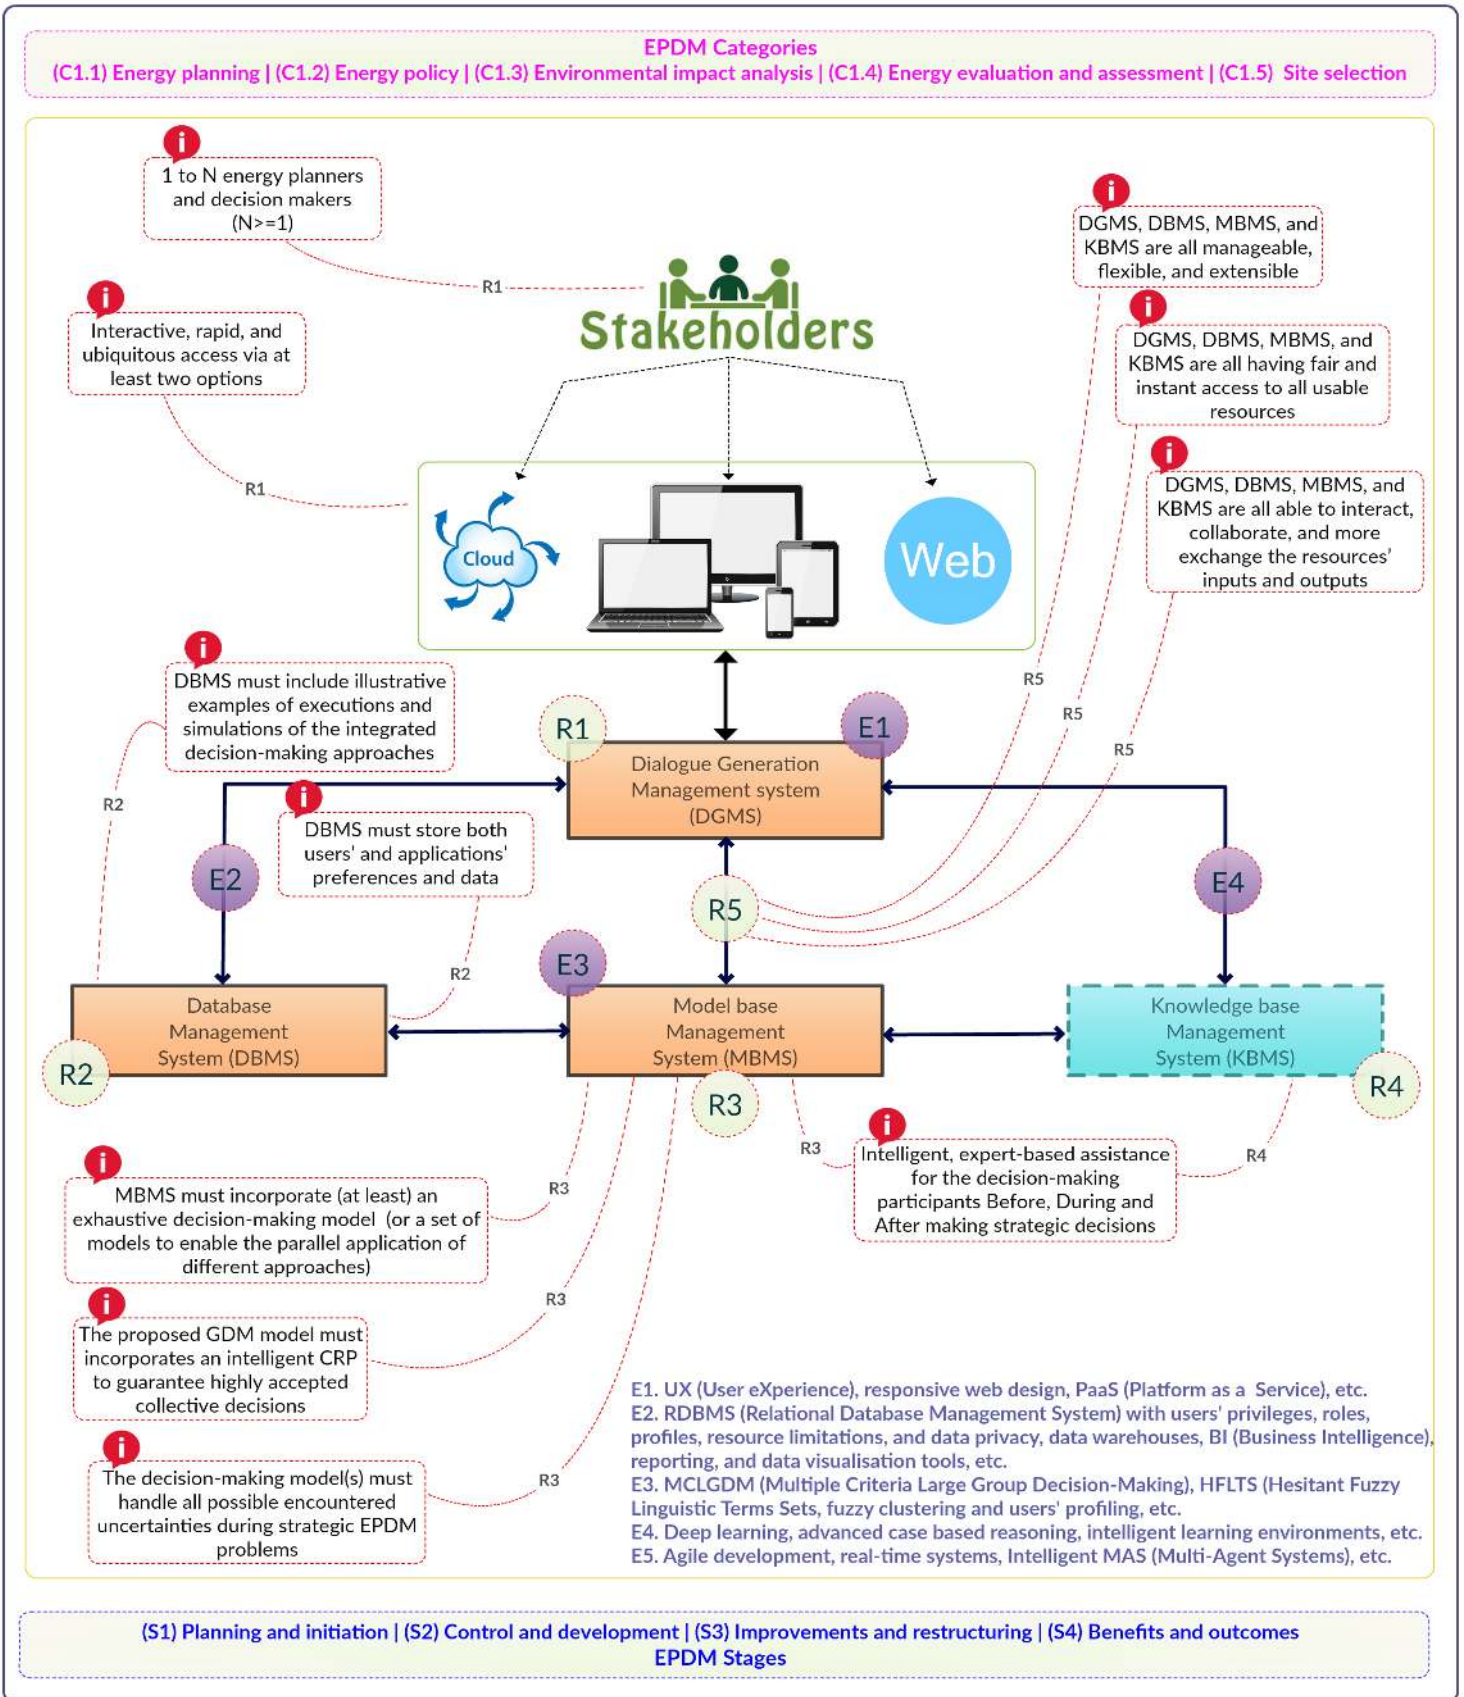 EPDM Categories
(C1.1) Energy planning | (C1.2) Energy policy | (C1.3) Environmental impact analysis | (C1.4) Energy evaluation and assessment | (C1.5) Site selection
i
1 to N energy planners
and decision makers
(N>=1)
R1
i
Interactive, rapid, and
ubiquitous access via at
least two options
R1
Stakeholders
i
DGMS, DBMS, MBMS, and
KBMS are all manageable,
flexible, and extensible
i
DGMS, DBMS, MBMS, and
KBMS are all having fair and
instant access to all usable
resources
i
DGMS, DBMS, MBMS, and
KBMS are all able to interact,
collaborate, and more
exchange the resources'
inputs and outputs
Cloud
Web
R5
R5
R5
i
DBMS must include illustrative
examples of executions and
simulations of the integrated
decision-making approaches
R2
R1
E1
Dialogue Generation
Management system
(DGMS)
i
DBMS must store both
users' and applications'
preferences and data
R2
E2
R5
E4
E3
Database
Management
System (DBMS)
R2
Model base
Management
System (MBMS)
R3
Knowledge base
Management
System (KBMS)
R4
i
Intelligent, expert-based assistance
for the decision-making
participants Before, During and
After making strategic decisions
R3
R4
i
MBMS must incorporate (at least) an
exhaustive decision-making model (or a set of
models to enable the parallel application of
different approaches)
R3
i
The proposed GDM model must
incorporates an intelligent CRP
to guarantee highly accepted
collective decisions
R3
i
The decision-making model(s) must
handle all possible encountered
uncertainties during strategic EPDM
problems
R3
E1. UX (User eXperience), responsive web design, PaaS (Platform as a Service), etc.
E2. RDBMS (Relational Database Management System) with users' privileges, roles,
profiles, resource limitations, and data privacy, data warehouses, BI (Business Intelligence),
reporting, and data visualisation tools, etc.
E3. MCLGDM (Multiple Criteria Large Group Decision-Making), HFLTS (Hesitant Fuzzy
Linguistic Terms Sets, fuzzy clustering and users' profiling, etc.
E4. Deep learning, advanced case based reasoning, intelligent learning environments, etc.
E5. Agile development, real-time systems, Intelligent MAS (Multi-Agent Systems), etc.
(S1) Planning and initiation | (S2) Control and development | (S3) Improvements and restructuring | (S4) Benefits and outcomes
EPDM Stages